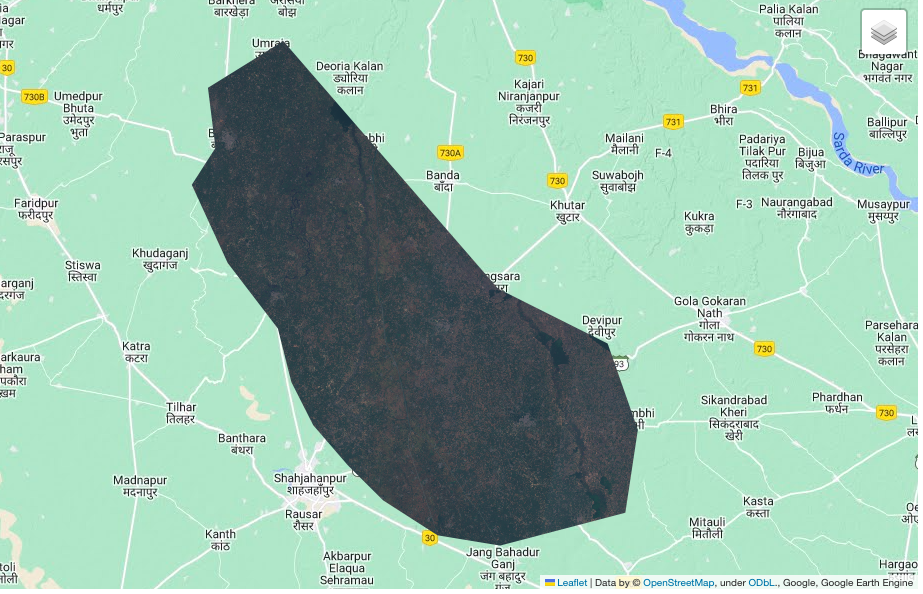 Barkhera
बारखेड़ा
बोझ
धर्मपुर
Palia Kalan
पालिया
कलान
Umraia
Deoria Kalan
ड्योरिया
कलान
730
Bhagawant
Nagar
भगवंत नगर
30
730B
Umedpur
Bhuta
उमेदपुर
भुता
Kajari
Niranjanpur
कजरी
निरंजनपुर
731
Bhira
भीरा
731
Ballipur
बाल्लिपुर
Paraspur
Mailani
मैलानी
F-4
Padariya
Tilak Pur
पदारिया
तिलक पुर
Bijua
बिजुआ
Sarda River
730A
Banda
बाँदा
730
Suwabojh
सुवाबोझ
Faridpur
फरीदपुर
Khutar
खुटार
Kukra
कुकड़ा
F-3
Naurangabad
नौरंगाबाद
Musaypur
मुसय्पुर
Khudaganj
खुदागंज
Stiswa
स्तिस्वा
ngsara
Gola Gokaran
Nath
गोला
गोकरन नाथ
Devipur
देवीपुर
Parsehara
Kalan
परसेहरा
कलान
Katra
कटरा
730
93
Tilhar
तिलहर
Sikandrabad
Kheri
सिकंदराबाद
खेरी
Phardhan
फर्धन
730
mbhi
Banthara
बंथरा
Madnapur
मदनापुर
Shahjahanpur
शाहजहाँपुर
Rausar
रौसर
Kasta
कस्ता
Mitauli
मितौली
Kanth
कांठ
30
Jang Bahadur
Ganj
जंग बहादुर
Akbarpur
Elaqua
Sehramau
Leaflet | Data by © OpenStreetMap, under ODbL., Google, Google Earth Engine